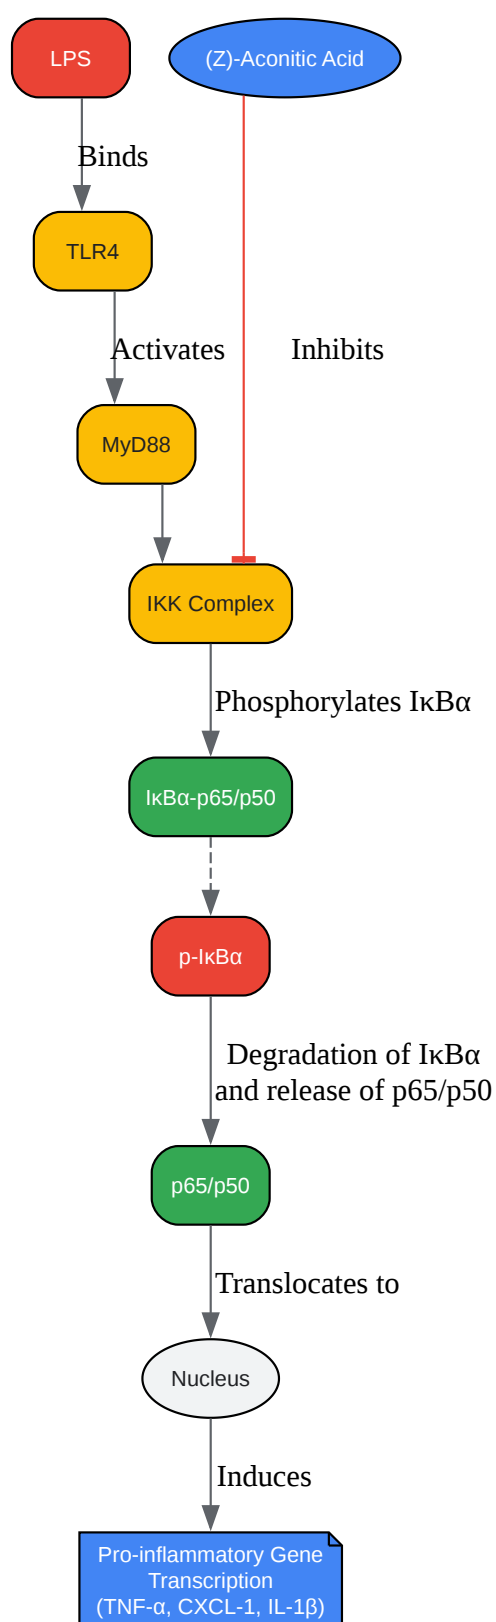 LPS
(Z)-Aconitic Acid
Binds
TLR4
Activates
Inhibits
MyD88
IKK Complex
Phosphorylates IκBα
IκBα-p65/p50
p-IκBα
Degradation of IκBα
and release of p65/p50
p65/p50
Translocates to
Nucleus
Induces
Pro-inflammatory Gene
Transcription
(TNF-α, CXCL-1, IL-1β)